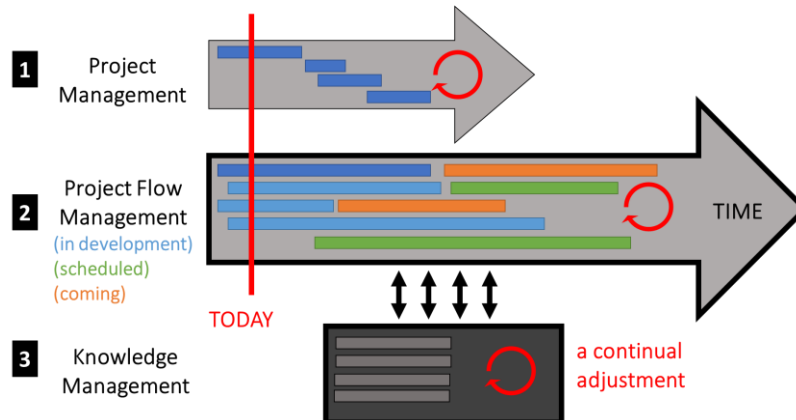 1
Project
Management
2
Project Flow
Management
(in development)
(scheduled)
(coming)
TIME
TODAY
3
Knowledge
Management
a continual
adjustment